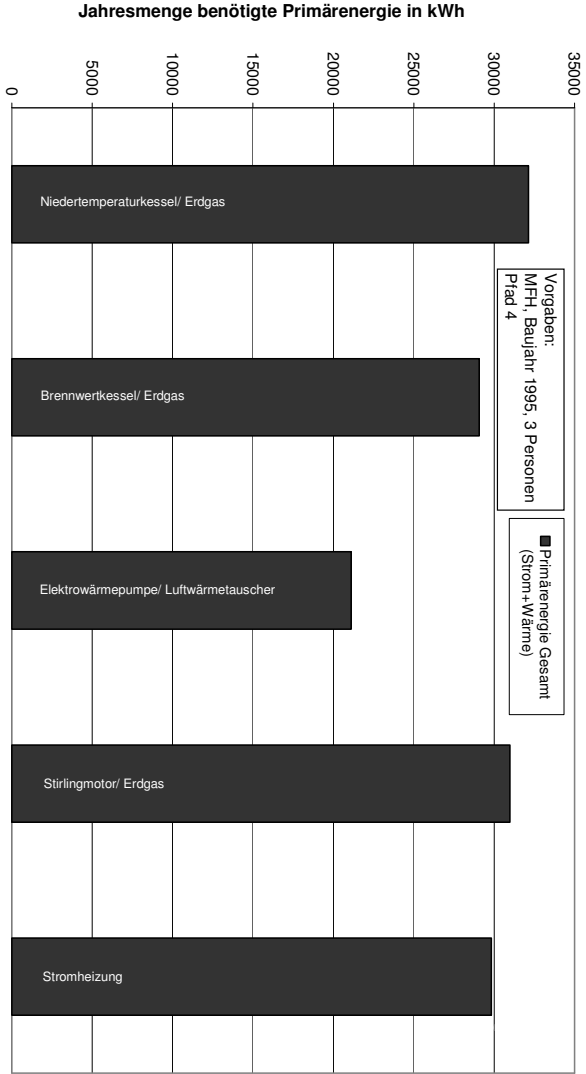 Jahresmenge benötigte Primärenergie in kWh
0
5000
10000
15000
20000
25000
30000
35000
Vorgaben:
MFH, Baujahr 1995, 3 Personen
Pfad 4
Primärenergie Gesamt
(Strom+Wärme)
Niedertemperaturkessel/ Erdgas
Brennwertkessel/ Erdgas
Elektrowärmepumpe/ Luftwärmetauscher
Stirlingmotor/ Erdgas
Stromheizung